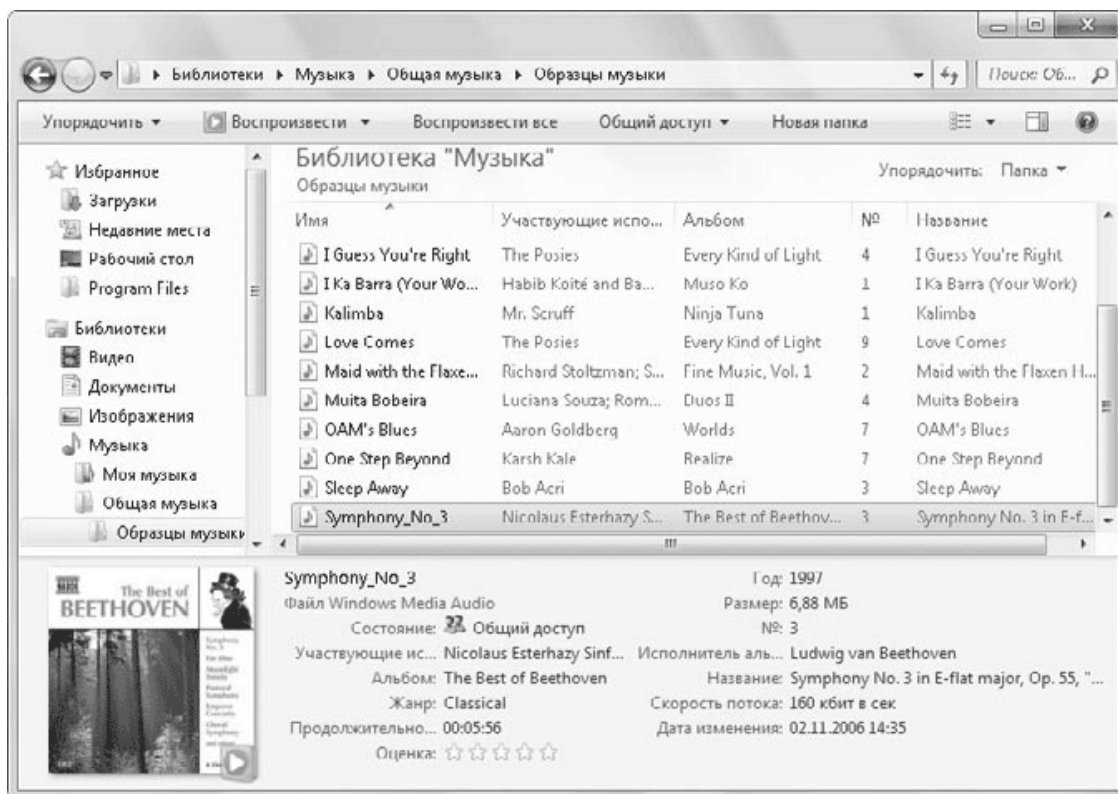 Библиотеки ▸ Музыка ▸ Общая музыка ▸ Образцы музыки
Поиск: Об...
Упорядочить Воспроизвести Воспроизвести все Общий доступ Новая папка
Избранное
Загрузки
Недавние места
Рабочий стол
Program Files
Библиотеки
Видео
Документы
Изображения
Музыка
Моя музыка
Общая музыка
Образцы музыки
Библиотека "Музыка"
Образцы музыки
Упорядочить: Папка
Имя Участвующие испо... Альбом № Название
I Guess You're Right The Posies Every Kind of Light 4 I Guess You're Right
I Ka Barra (Your Wo... Habib Koité and Ba... Muso Ko 1 I Ka Barra (Your Work)
Kalimba Mr. Scruff Ninja Tuna 1 Kalimba
Love Comes The Posies Every Kind of Light 9 Love Comes
Maid with the Flaxe... Richard Stoltzman; S... Fine Music, Vol. 1 2 Maid with the Flaxen H...
Muita Bobeira Luciana Souza; Rom... Duos II 4 Muita Bobeira
OAM's Blues Aaron Goldberg Worlds 7 OAM's Blues
One Step Beyond Karsh Kale Realize 7 One Step Beyond
Sleep Away Bob Acri Bob Acri 3 Sleep Away
Symphony_No_3 Nicolaus Esterhazy S... The Best of Beethov... 3 Symphony No. 3 in E-f...
The Best of
BEETHOVEN
Symphony_No_3
Файл Windows Media Audio
Состояние: Общий доступ
Участвующие ис... Nicolaus Esterhazy Sinf...
Альбом: The Best of Beethoven
Жанр: Classical
Продолжительно... 00:05:56
Оценка:
Год: 1997
Размер: 6,88 МБ
№: 3
Исполнитель аль... Ludwig van Beethoven
Название: Symphony No. 3 in E-flat major, Op. 55, "...
Скорость потока: 160 кбит в сек
Дата изменения: 02.11.2006 14:35